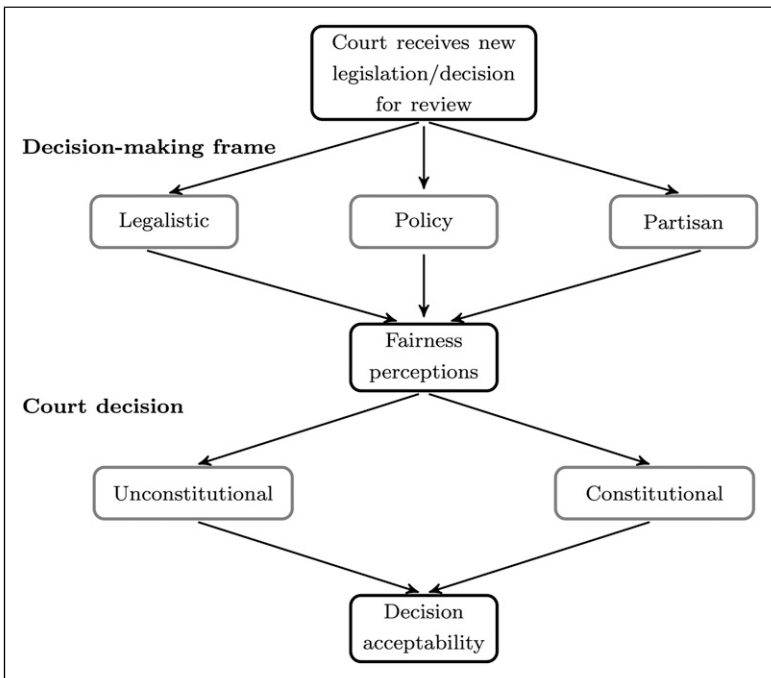 Court receives new
legislation/decision
for review
Decision-making frame
Legalistic
Policy
Partisan
Fairness
perceptions
Court decision
Unconstitutional
Constitutional
Decision
acceptability